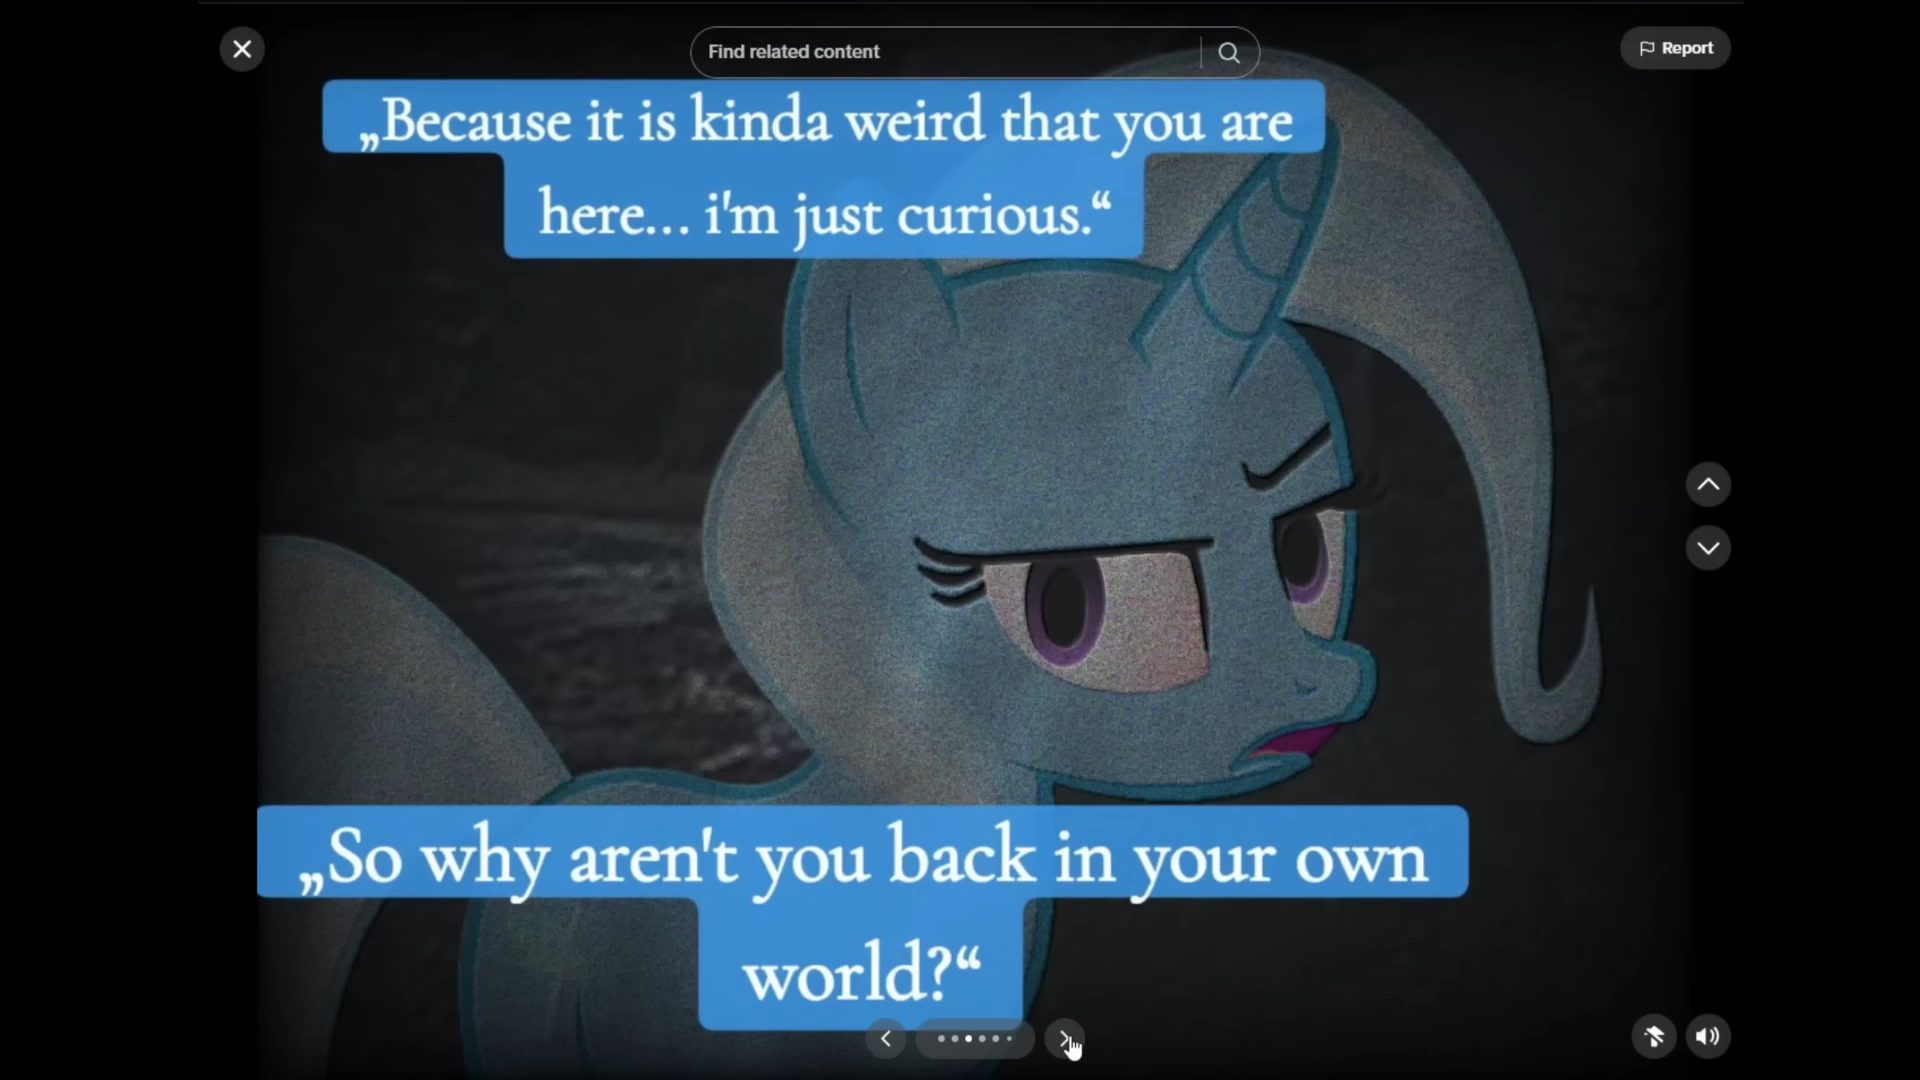 Find related content
Report
„Because it is kinda weird that you are
here... i'm just curious.“
„So why aren't you back in your own
world?“